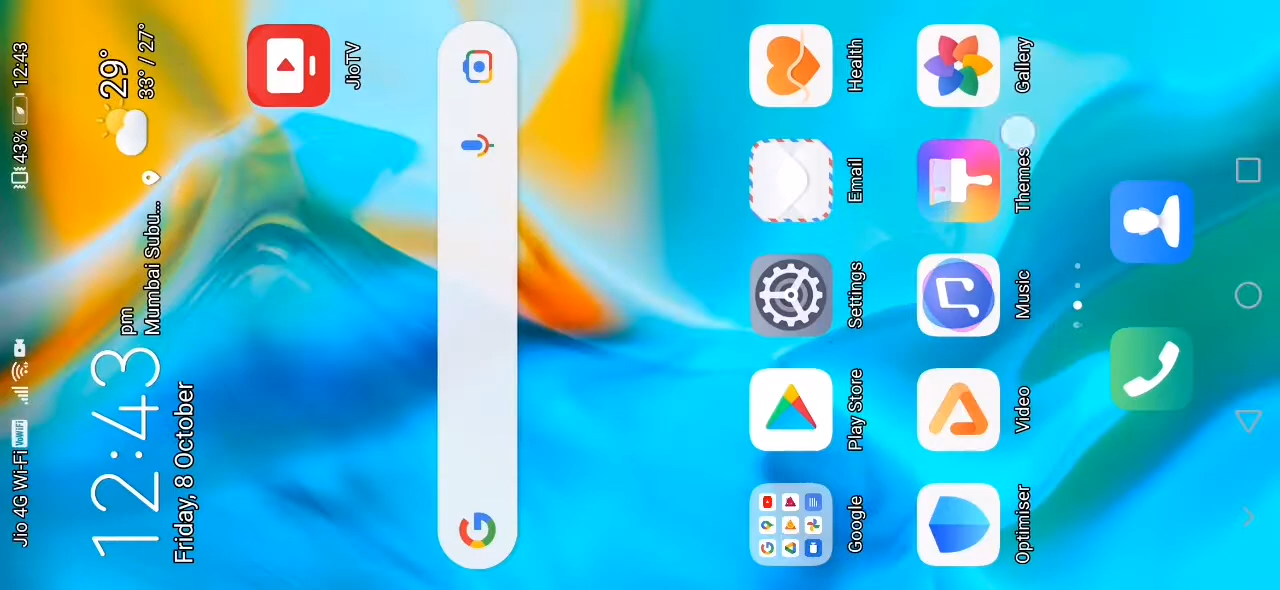 Jio 4G Wi-Fi VoWiFi 43% 12:43
12:43 pm
Mumbai Subu...
29°
33° / 27°
Friday, 8 October
JioTV
Google
Play Store
Settings
Email
Health
Optimiser
Video
Music
Themes
Gallery